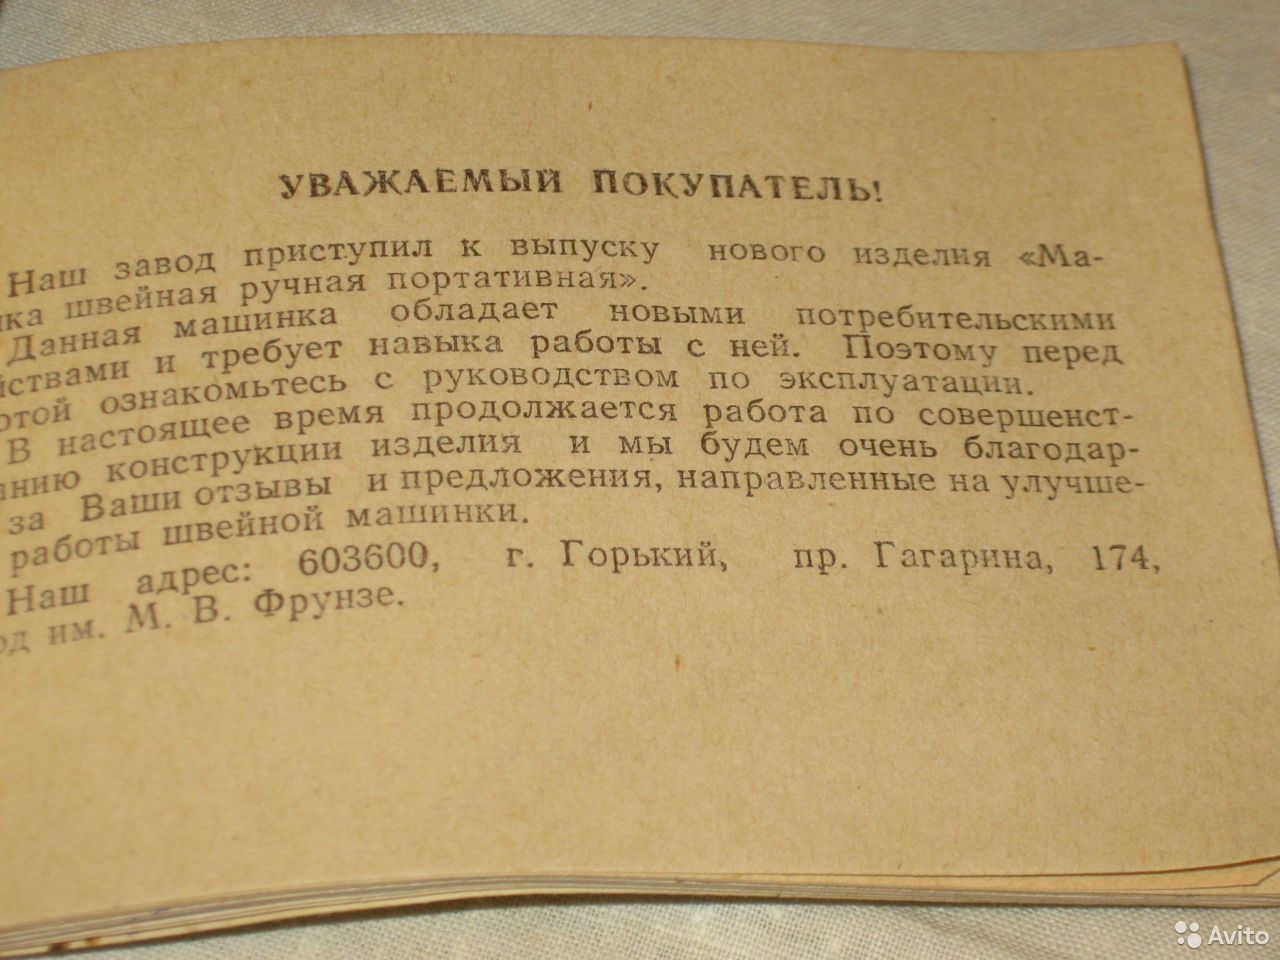 УВАЖАЕМЫЙ ПОКУПАТЕЛЬ!
Наш завод приступил к выпуску нового изделия «Ма-
нка швейная ручная портативная».
Данная машинка обладает новыми потребительскими
йствами и требует навыка работы с ней. Поэтому перед
отой ознакомьтесь с руководством по эксплуатации.
В настоящее время продолжается работа по совершенст-
анию конструкции изделия и мы будем очень благодар-
за Ваши отзывы и предложения, направленные на улучше-
работы швейной машинки.
Наш адрес: 603600, г. Горький, пр. Гагарина, 174,
од им. М. В. Фрунзе.
Avito